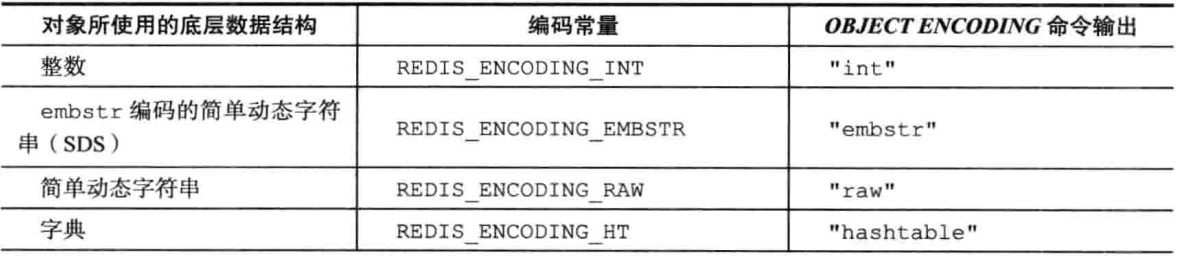 对象所使用的底层数据结构 编码常量 OBJECT ENCODING 命令输出
整数 REDIS_ENCODING_INT "int"
embstr 编码的简单动态字符
串（SDS） REDIS_ENCODING_EMBSTR "embstr"
简单动态字符串 REDIS_ENCODING_RAW "raw"
字典 REDIS_ENCODING_HT "hashtable"